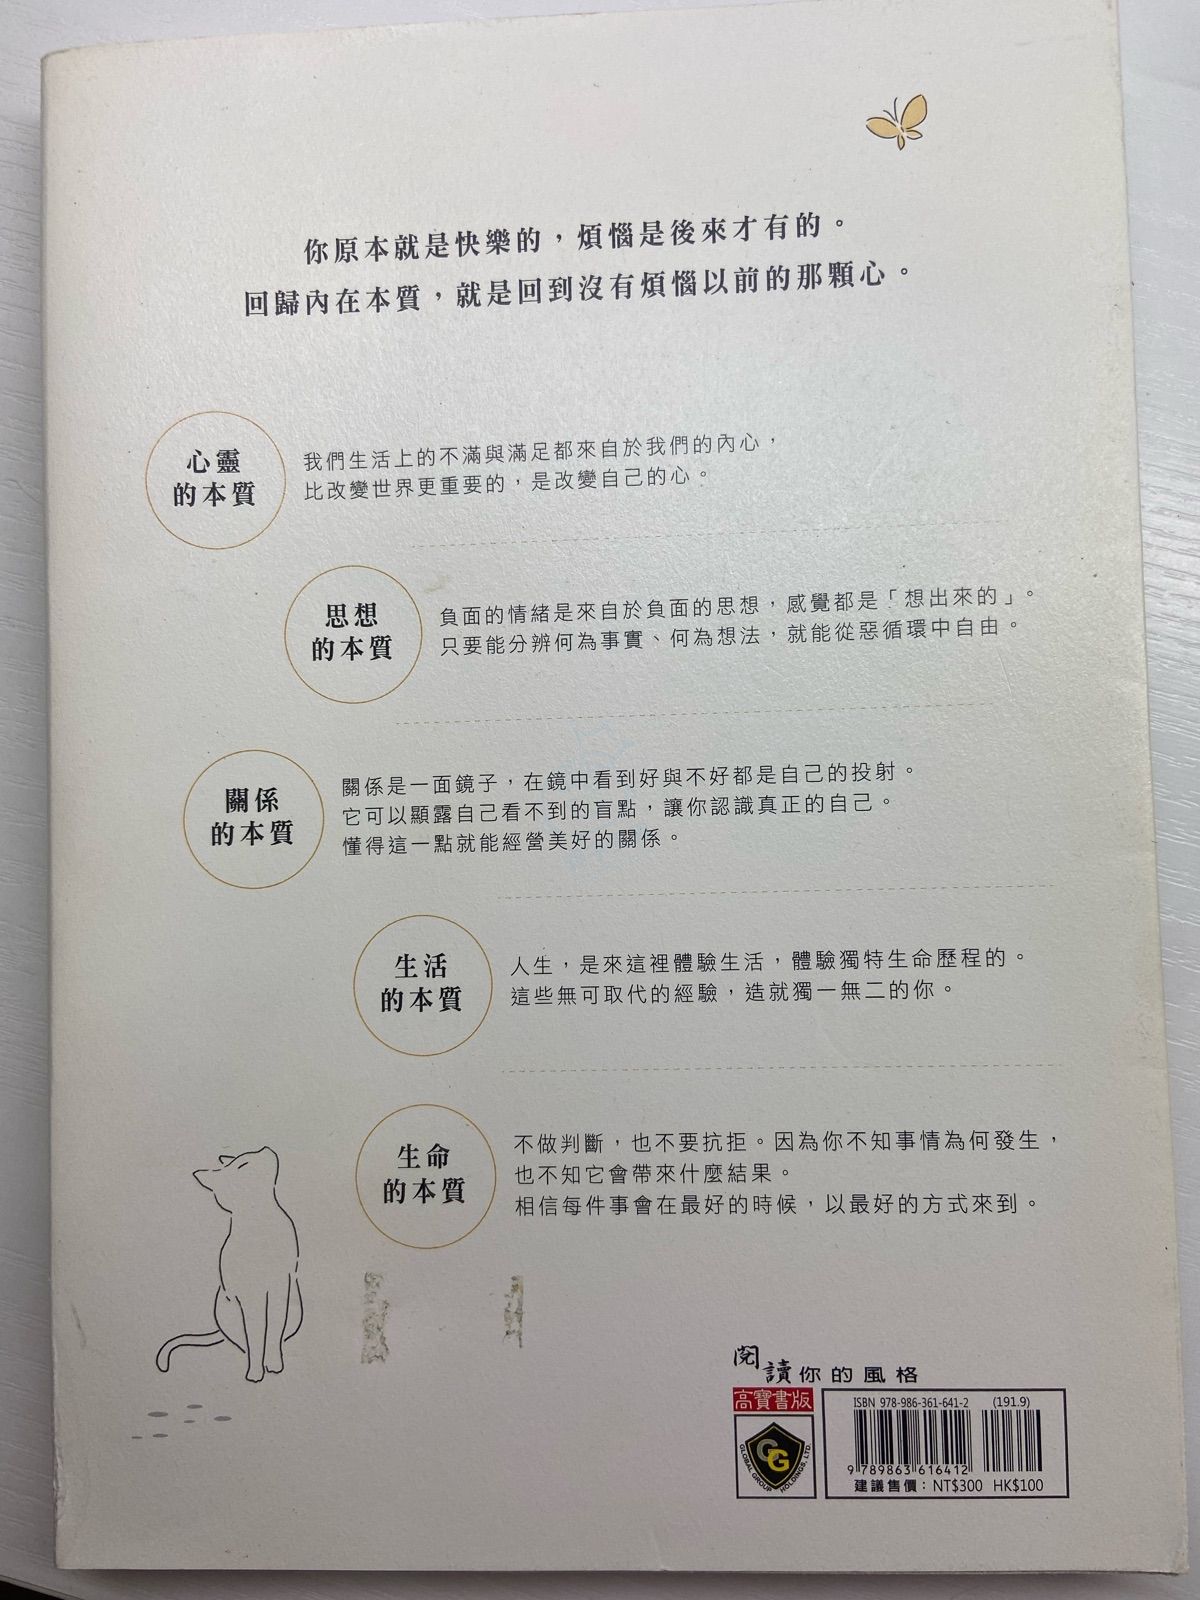 你原本就是快樂的，煩惱是後來才有的。
回歸內在本質，就是回到沒有煩惱以前的那顆心。
心靈
的本質
我們生活上的不滿與滿足都來自於我們的內心，
比改變世界更重要的，是改變自己的心。
思想
的本質
負面的情緒是來自於負面的思想，感覺都是「想出來的」。
只要能分辨何為事實、何為想法，就能從惡循環中自由。
關係
的本質
關係是一面鏡子，在鏡中看到好與不好都是自己的投射。
它可以顯露自己看不到的盲點，讓你認識真正的自己。
懂得這一點就能經營美好的關係。
生活
的本質
人生，是來這裡體驗生活，體驗獨特生命歷程的。
這些無可取代的經驗，造就獨一無二的你。
生命
的本質
不做判斷，也不要抗拒。因為你不知事情為何發生，
也不知它會帶來什麼結果。
相信每件事會在最好的時候，以最好的方式來到。
閱讀你的風格
高寶書版
GG
GLOBAL GROUP HOLDINGS, LTD.
ISBN 978-986-361-641-2 (191.9)
9 789863 616412
建議售價：NT$300 HK$100